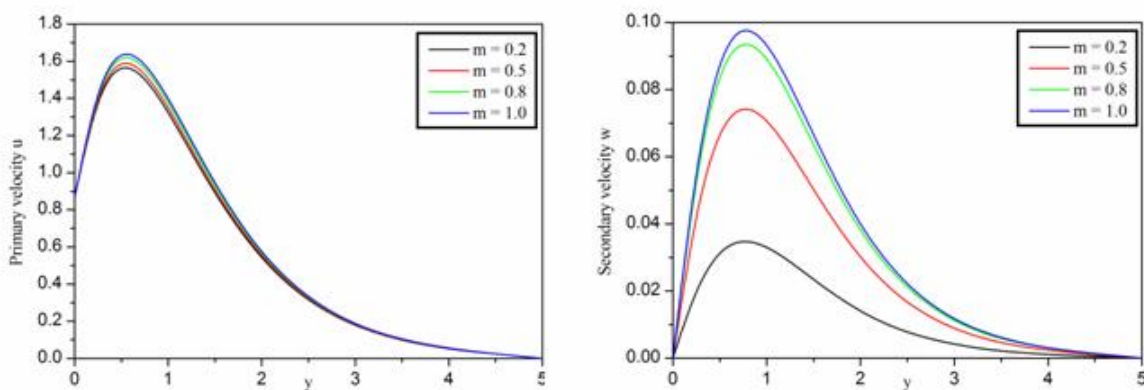 Primary velocity u
1.8
1.6
1.4
1.2
1.0
0.8
0.6
0.4
0.2
0.0
0
1
2
3
4
5
y
m = 0.2
m = 0.5
m = 0.8
m = 1.0
Secondary velocity w
0.10
0.08
0.06
0.04
0.02
0.00
0
1
2
3
4
5
y
m = 0.2
m = 0.5
m = 0.8
m = 1.0